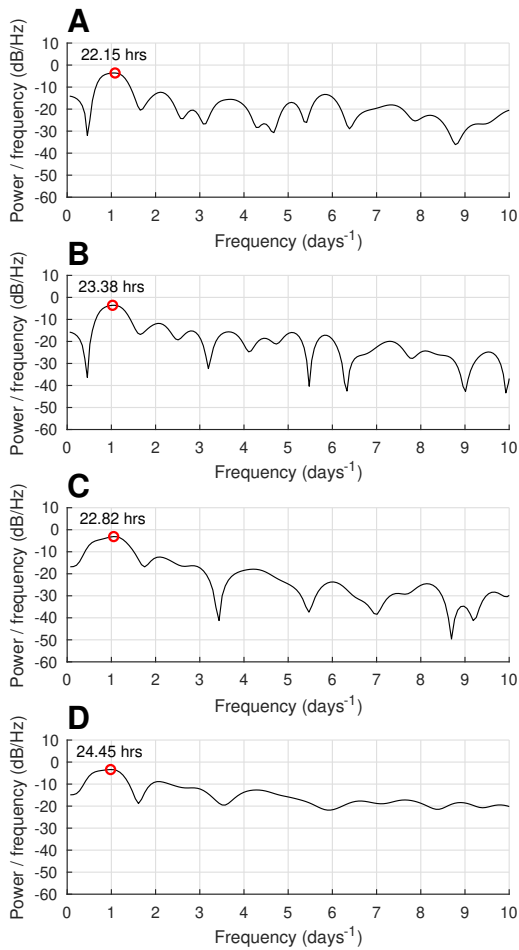 A
22.15 hrs
Power / frequency (dB/Hz)
10
0
-10
-20
-30
-40
-50
-60
0 1 2 3 4 5 6 7 8 9 10
Frequency (days⁻¹)
B
23.38 hrs
Power / frequency (dB/Hz)
10
0
-10
-20
-30
-40
-50
-60
0 1 2 3 4 5 6 7 8 9 10
Frequency (days⁻¹)
C
22.82 hrs
Power / frequency (dB/Hz)
10
0
-10
-20
-30
-40
-50
-60
0 1 2 3 4 5 6 7 8 9 10
Frequency (days⁻¹)
D
24.45 hrs
Power / frequency (dB/Hz)
10
0
-10
-20
-30
-40
-50
-60
0 1 2 3 4 5 6 7 8 9 10
Frequency (days⁻¹)